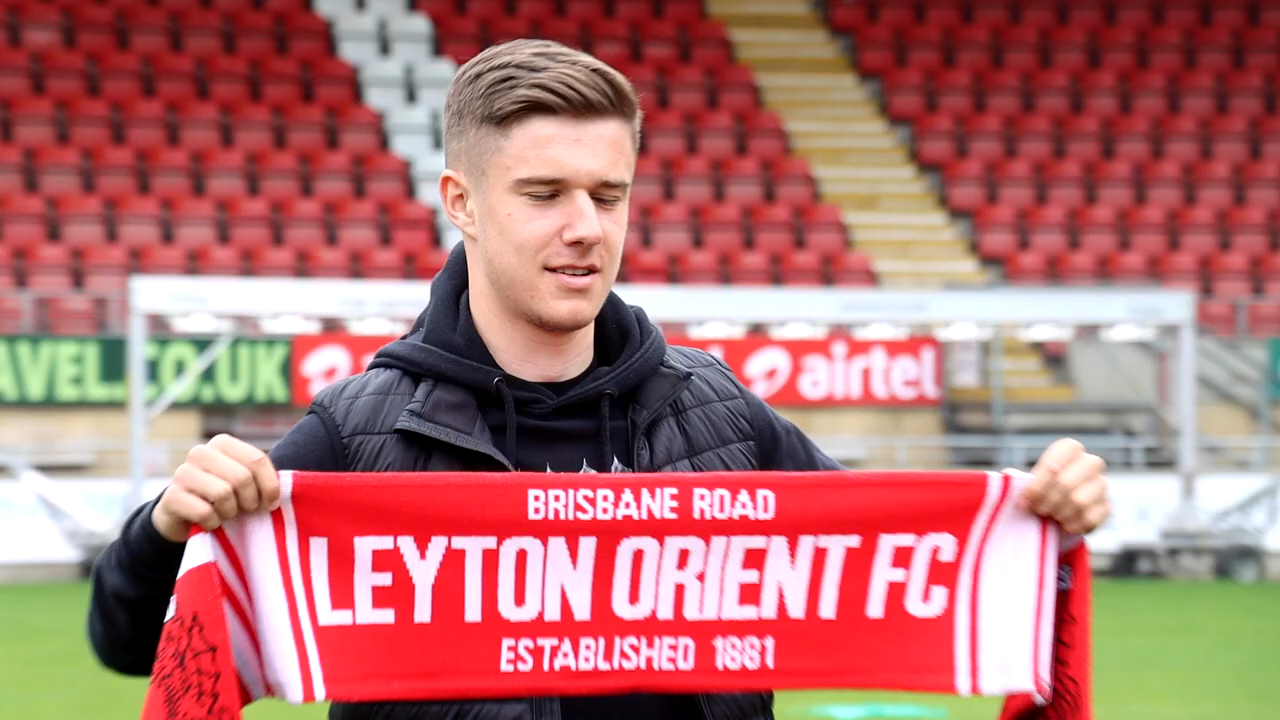 AVEL.CO.UK
airtel
BRISBANE ROAD
LEYTON ORIENT FC
ESTABLISHED 1881